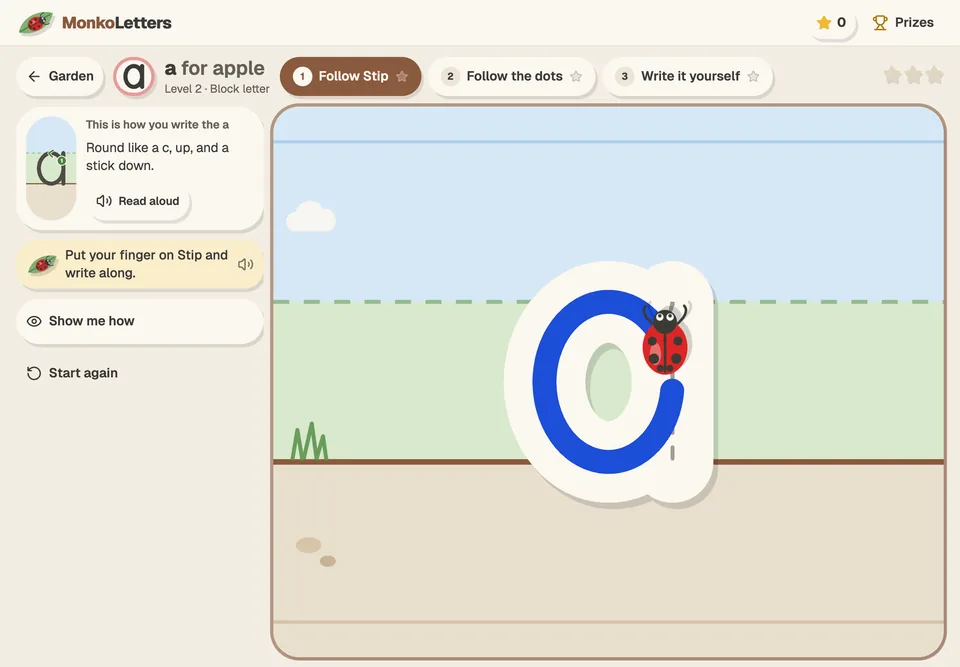 MonkoLetters
0
Prizes
Garden
a
a for apple
Level 2 · Block letter
1 Follow Stip
2 Follow the dots
3 Write it yourself
This is how you write the a
a
1
Round like a c, up, and a
stick down.
Read aloud
Put your finger on Stip and
write along.
Show me how
Start again
a